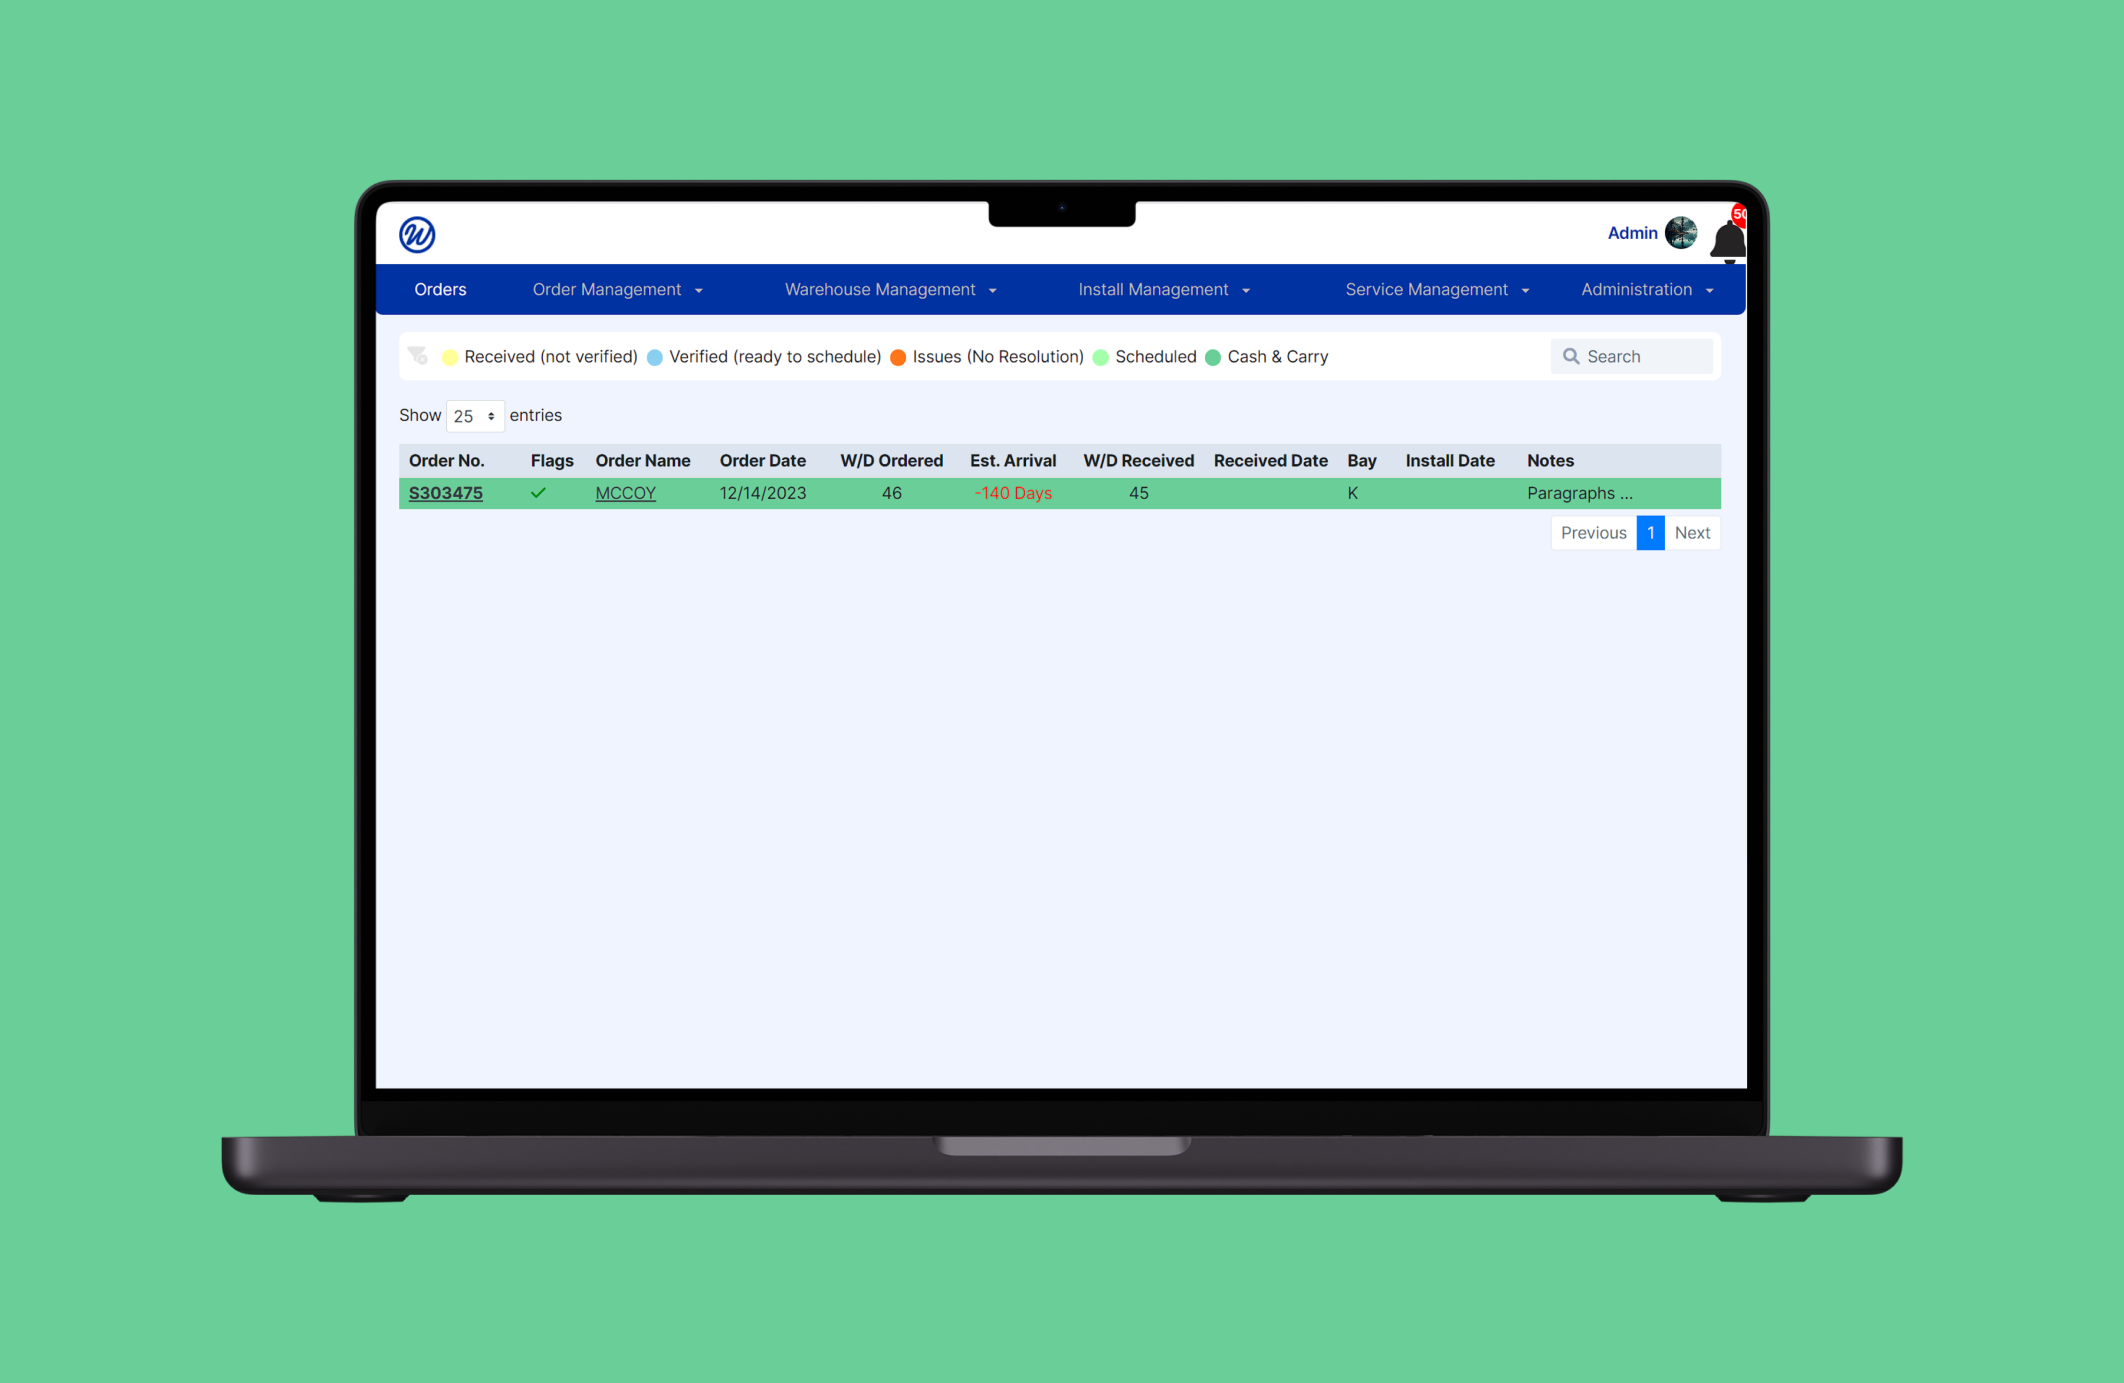 W
Admin
50
Orders Order Management Warehouse Management Install Management Service Management Administration
Received (not verified) Verified (ready to schedule) Issues (No Resolution) Scheduled Cash & Carry Search
Show 25 entries
Order No. Flags Order Name Order Date W/D Ordered Est. Arrival W/D Received Received Date Bay Install Date Notes
S303475 MCCOY 12/14/2023 46 -140 Days 45 K Paragraphs ...
Previous 1 Next